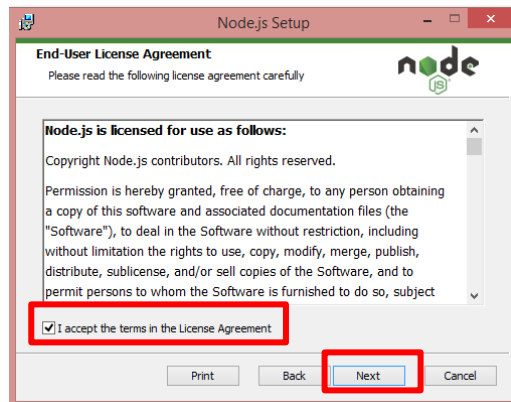 Node.js Setup
End-User License Agreement
Please read the following license agreement carefully
node
JS
Node.js is licensed for use as follows:
Copyright Node.js contributors. All rights reserved.
Permission is hereby granted, free of charge, to any person obtaining
a copy of this software and associated documentation files (the
"Software"), to deal in the Software without restriction, including
without limitation the rights to use, copy, modify, merge, publish,
distribute, sublicense, and/or sell copies of the Software, and to
permit persons to whom the Software is furnished to do so, subject
I accept the terms in the License Agreement
Print Back Next Cancel